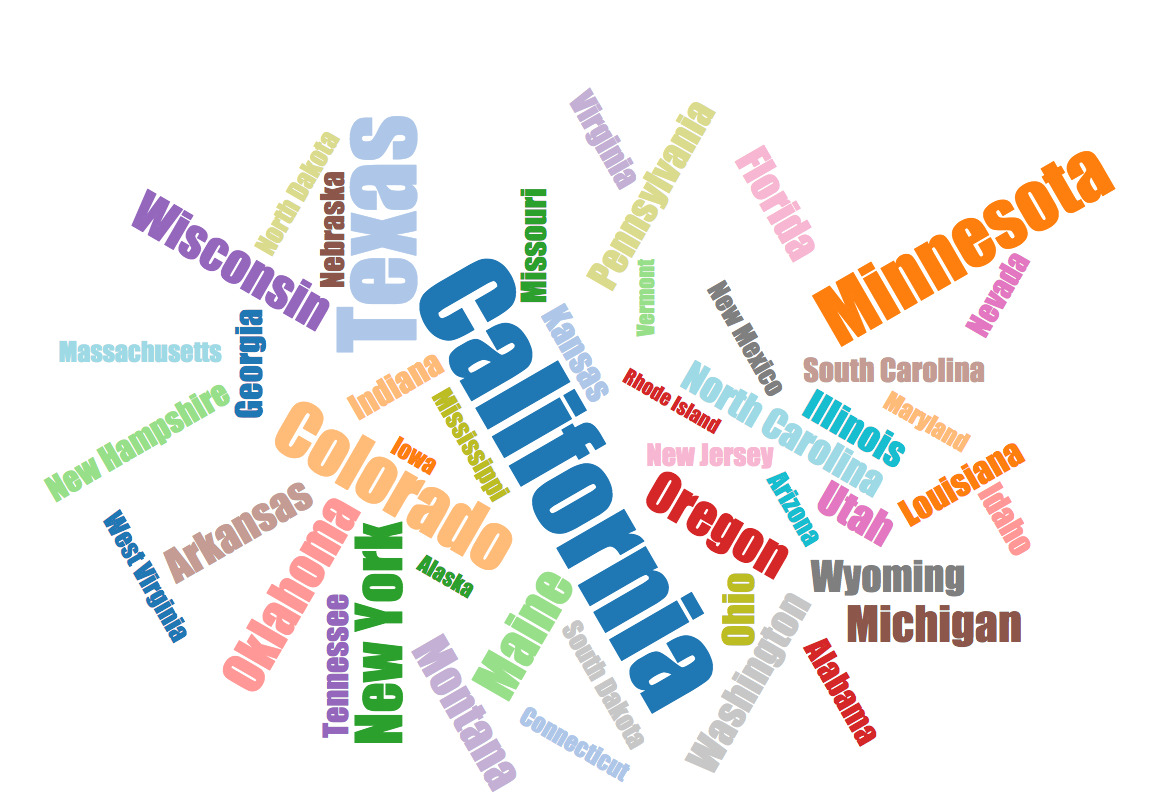 Virginia
Pennsylvania
Texas
North Dakota
Florida
Minnesota
Nebraska
Missouri
Wisconsin
Nevada
California
Vermont
New Mexico
Kansas
Georgia
Massachusetts
Indiana
South Carolina
North Carolina
Rhode Island
New Hampshire
Mississippi
Illinois
Maryland
Colorado
Iowa
New Jersey
Louisiana
Oregon
Arizona
Utah
Arkansas
Idaho
Oklahoma
West Virginia
New York
Alaska
Wyoming
Maine
Ohio
Washington
Tennessee
Michigan
South Dakota
Montana
Alabama
Connecticut